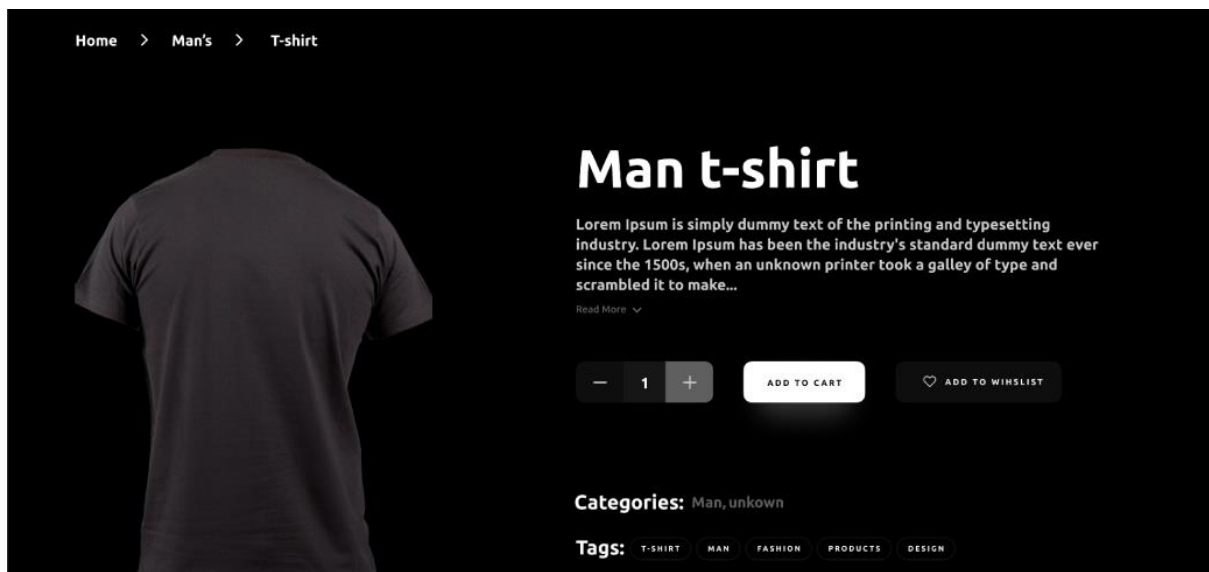 Home > Man's > T-shirt
Man t-shirt
Lorem Ipsum is simply dummy text of the printing and typesetting
industry. Lorem Ipsum has been the industry's standard dummy text ever
since the 1500s, when an unknown printer took a galley of type and
scrambled it to make...
Read More
− 1 + ADD TO CART ADD TO WIHSLIST
Categories: Man, unkown
Tags: T-SHIRT MAN FASHION PRODUCTS DESIGN